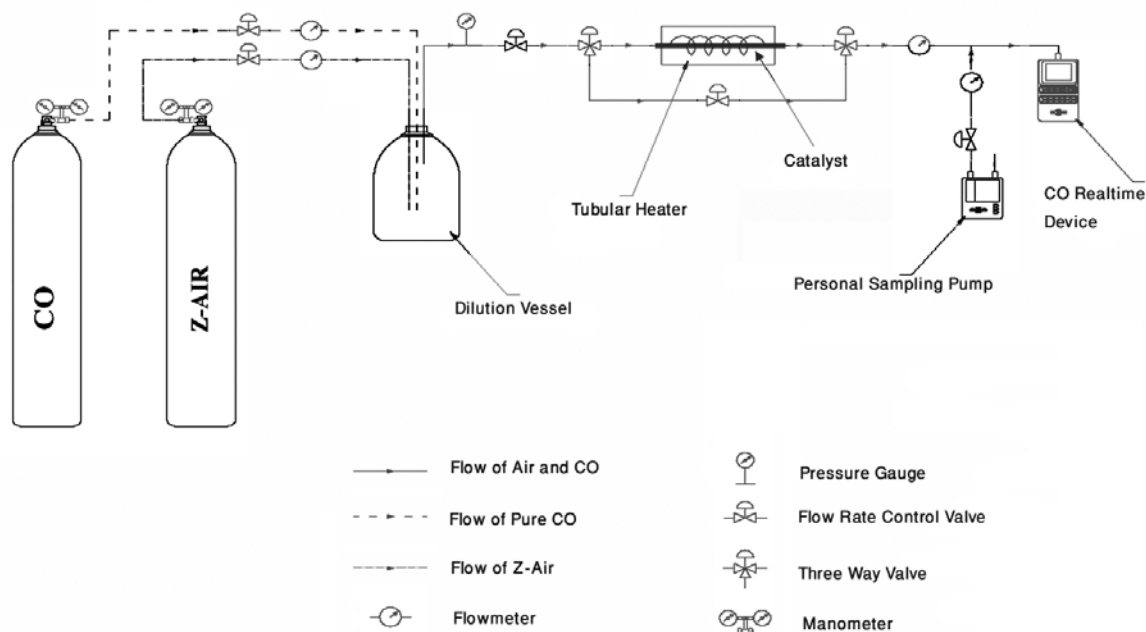 Catalyst
Tubular Heater
CO Realtime
Device
Personal Sampling Pump
Dilution Vessel
CO
Z-AIR
Flow of Air and CO
Flow of Pure CO
Flow of Z-Air
Flowmeter
Pressure Gauge
Flow Rate Control Valve
Three Way Valve
Manometer